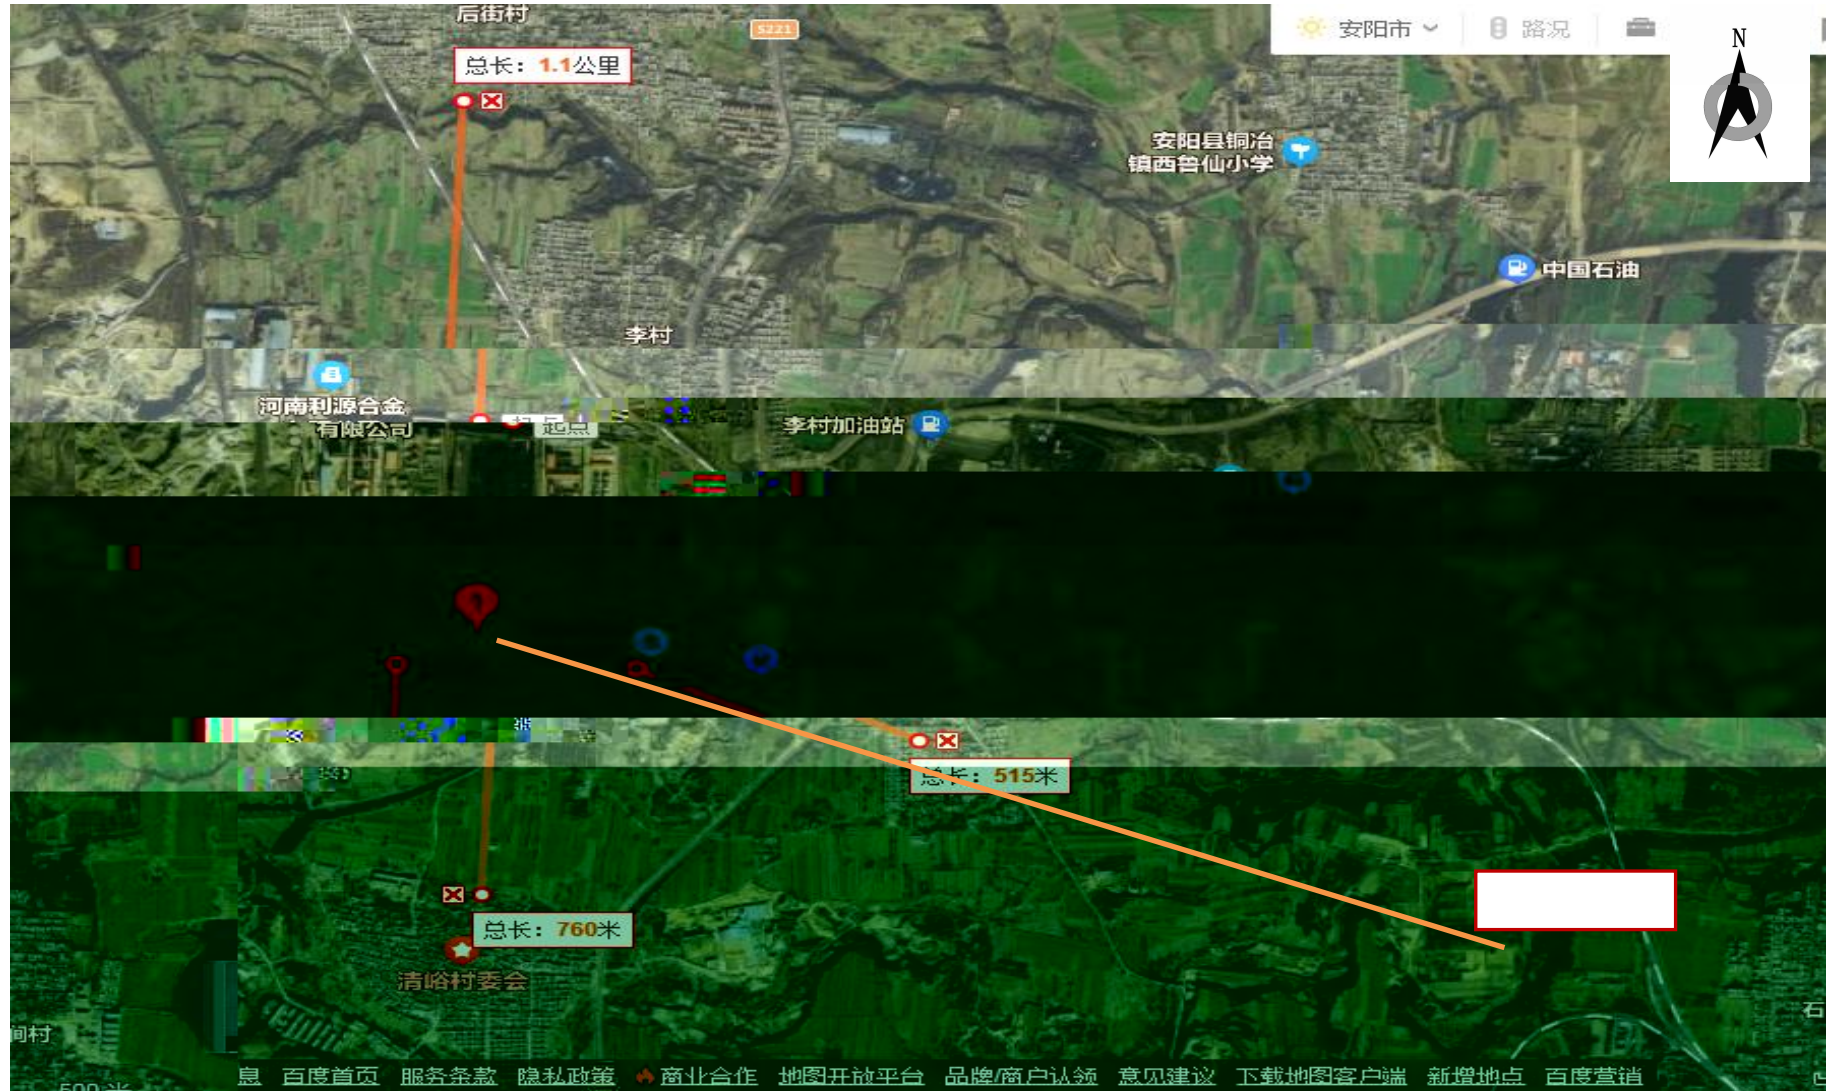 后街村
S221
安阳市
路况
N
总长：1.1公里
安阳县铜冶
镇西鲁仙小学
中国石油
李村
河南利源合金
有限公司
起点
李村加油站
总长：515米
总长：760米
清峪村委会
间村
石
500 米
息 百度首页 服务条款 隐私政策 商业合作 地图开放平台 品牌/商户认领 意见建议 下载地图客户端 新增地点 百度营销